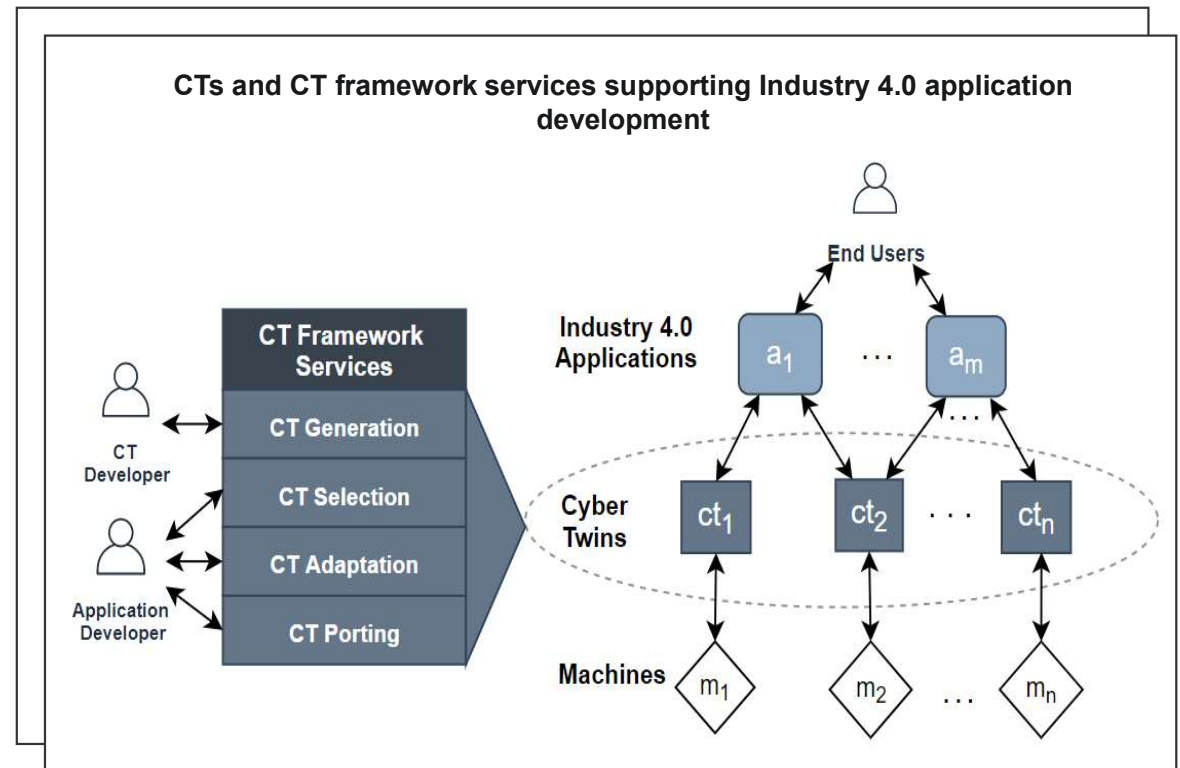 CTs and CT framework services supporting Industry 4.0 application
development
End Users
Industry 4.0
Applications
a1
. . .
am
...
CT Framework
Services
CT Generation
CT Selection
CT Adaptation
CT Porting
CT
Developer
Application
Developer
Cyber
Twins
ct1
ct2
. . .
ctn
Machines
m1
m2
...
mn